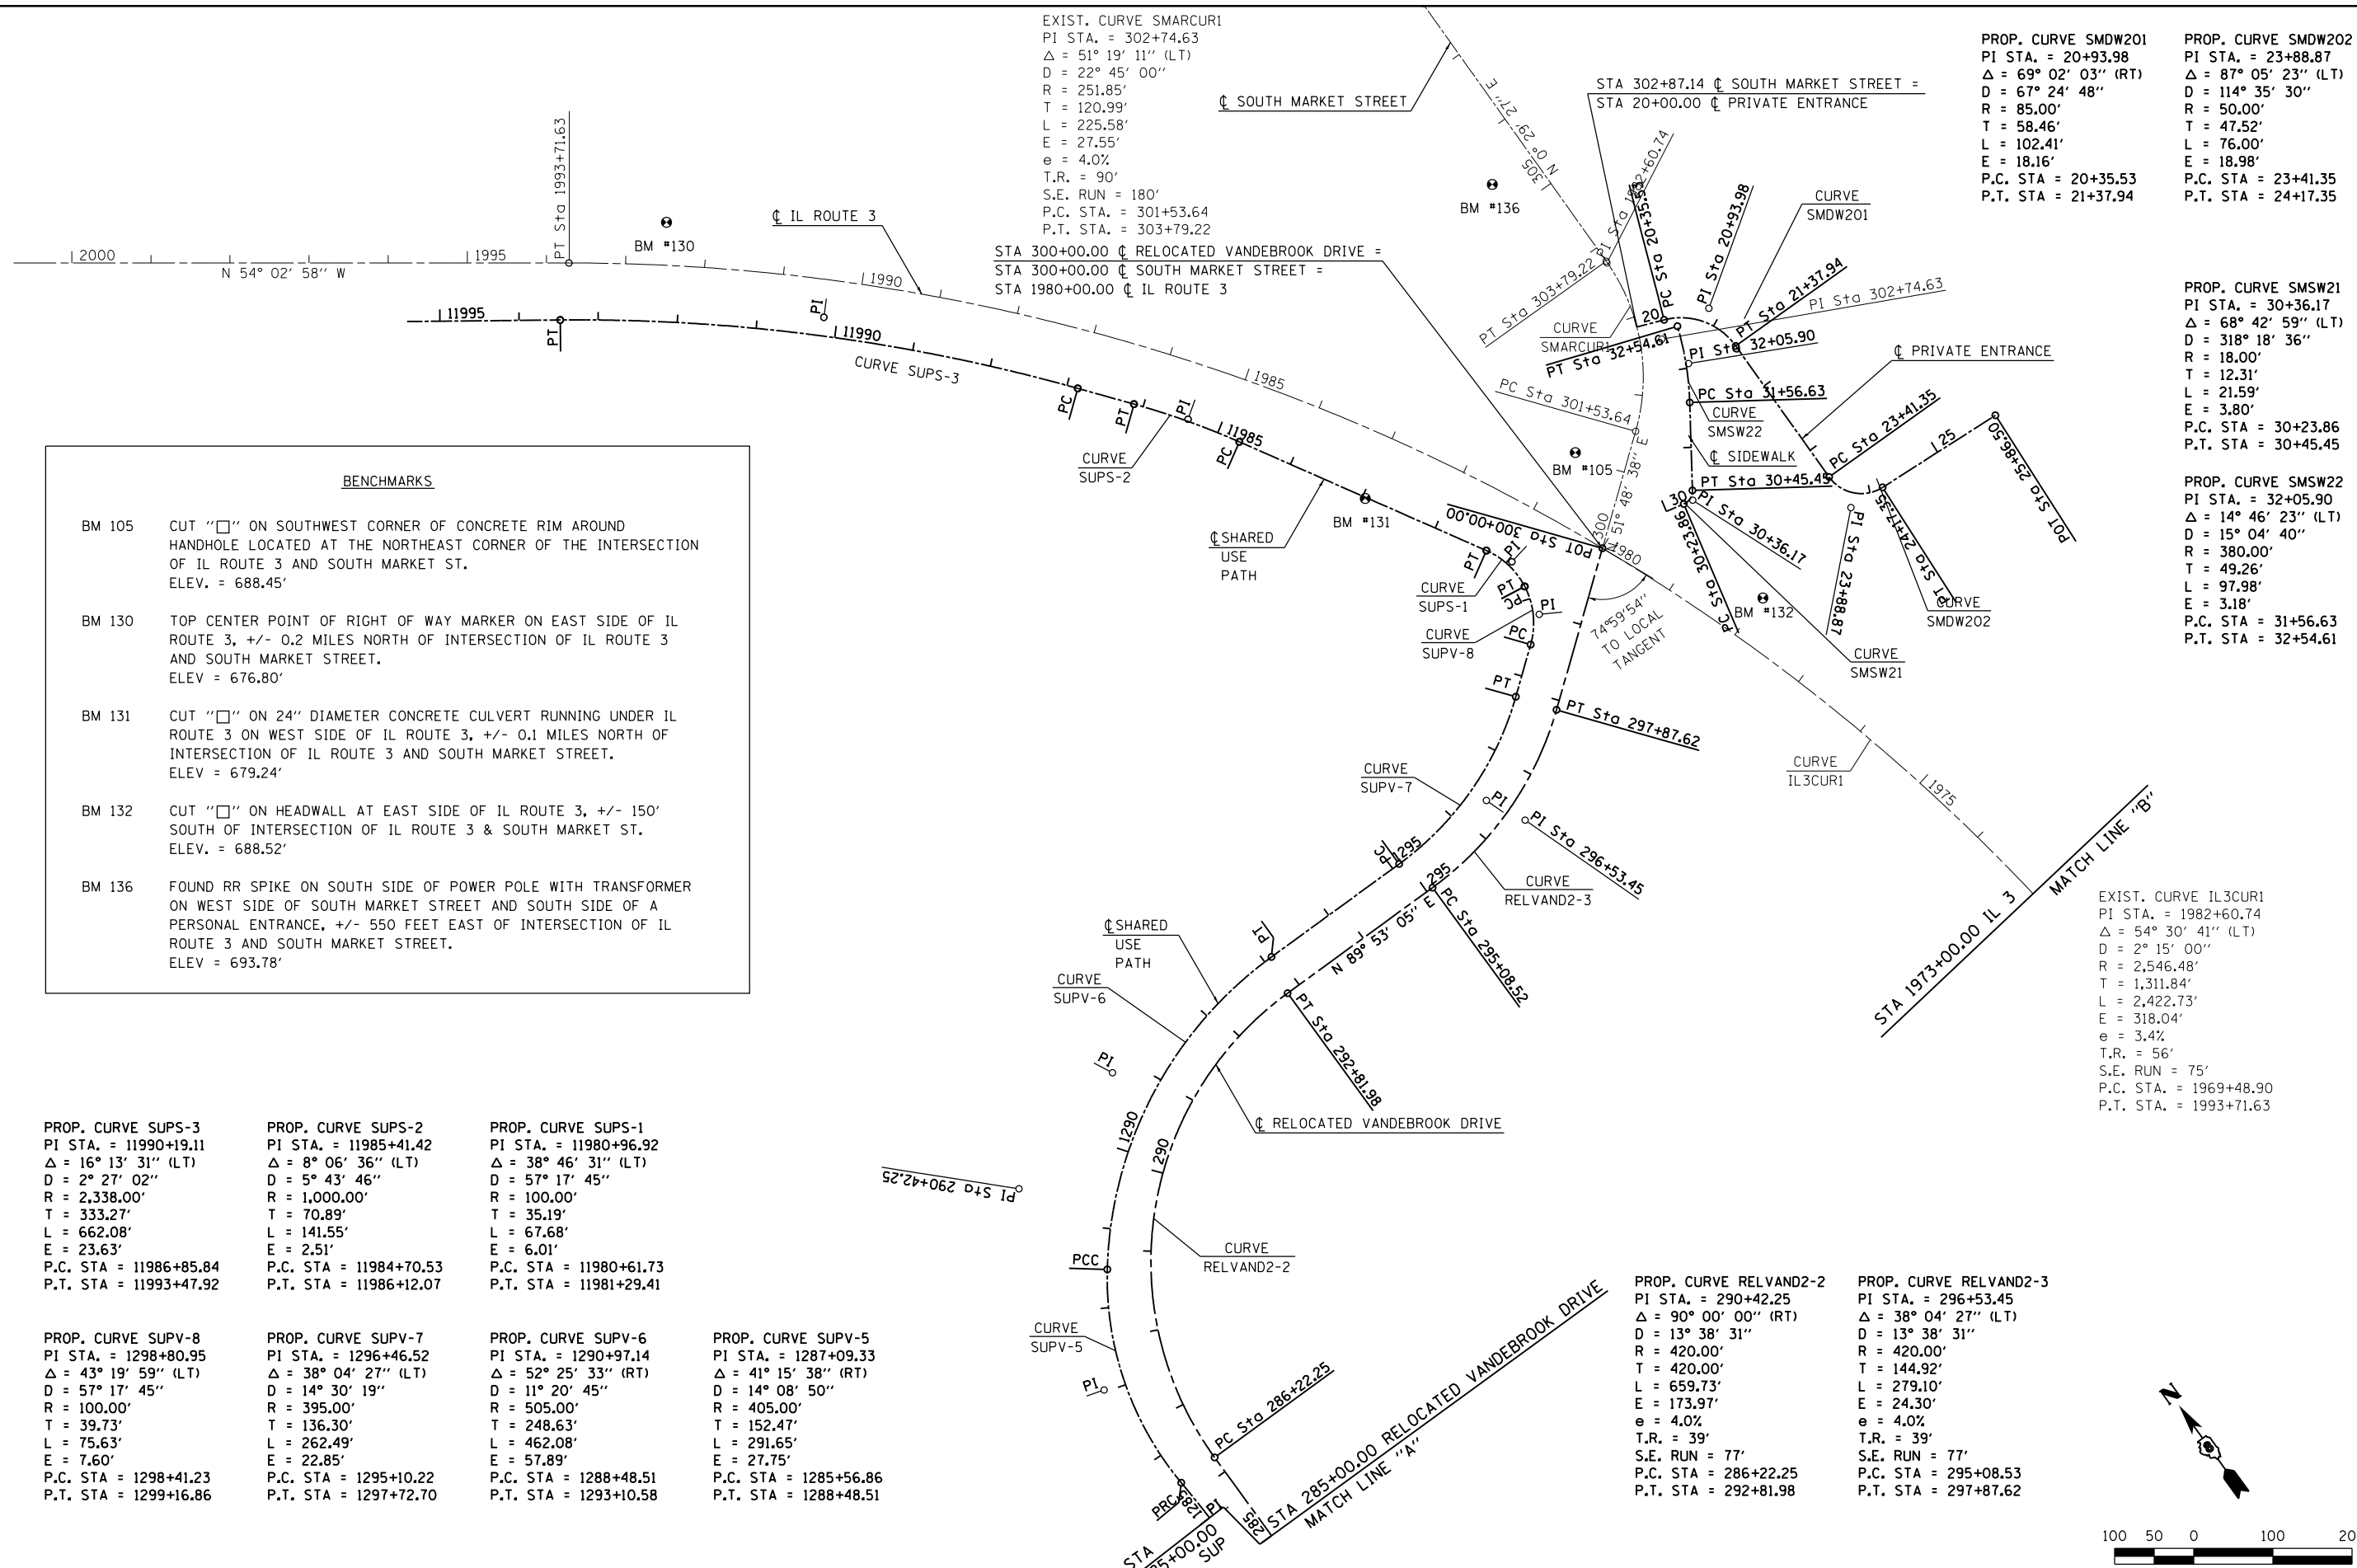 EXIST. CURVE SMARCUR1
PI STA. = 302+74.63
Δ = 51° 19' 11'' (LT)
D = 22° 45' 00''
R = 251.85'
T = 120.99'
L = 225.58'
E = 27.55'
e = 4.0%
T.R. = 90'
S.E. RUN = 180'
P.C. STA. = 301+53.64
P.T. STA. = 303+79.22
℄ SOUTH MARKET STREET
STA 302+87.14 ℄ SOUTH MARKET STREET =
STA 20+00.00 ℄ PRIVATE ENTRANCE
PROP. CURVE SMDW201
PI STA. = 20+93.98
Δ = 69° 02' 03'' (RT)
D = 67° 24' 48''
R = 85.00'
T = 58.46'
L = 102.41'
E = 18.16'
P.C. STA = 20+35.53
P.T. STA = 21+37.94
PROP. CURVE SMDW202
PI STA. = 23+88.87
Δ = 87° 05' 23'' (LT)
D = 114° 35' 30''
R = 50.00'
T = 47.52'
L = 76.00'
E = 18.98'
P.C. STA = 23+41.35
P.T. STA = 24+17.35
PROP. CURVE SMSW21
PI STA. = 30+36.17
Δ = 68° 42' 59'' (LT)
D = 318° 18' 36''
R = 18.00'
T = 12.31'
L = 21.59'
E = 3.80'
P.C. STA = 30+23.86
P.T. STA = 30+45.45
PROP. CURVE SMSW22
PI STA. = 32+05.90
Δ = 14° 46' 23'' (LT)
D = 15° 04' 40''
R = 380.00'
T = 49.26'
L = 97.98'
E = 3.18'
P.C. STA = 31+56.63
P.T. STA = 32+54.61
PT Sta 1993+71.63
BM #130
℄ IL ROUTE 3
2000
N 54° 02' 58'' W
1995
1990
1985
1980
1975
STA 300+00.00 ℄ RELOCATED VANDEBROOK DRIVE =
STA 300+00.00 ℄ SOUTH MARKET STREET =
STA 1980+00.00 ℄ IL ROUTE 3
N 0° 29' 27'' E
305
BM #136
PI Sta 1982+60.74
PC Sta 20+35.53
PI Sta 20+93.98
CURVE
SMDW201
PT Sta 303+79.22
PT Sta 21+37.94
PI Sta 302+74.63
20
CURVE
SMARCUR1
PT Sta 32+54.61
PI Sta 32+05.90
℄ PRIVATE ENTRANCE
PC Sta 301+53.64
PC Sta 31+56.63
CURVE
SMSW22
PC Sta 23+41.35
25
POT Sta 25+86.50
℄ SIDEWALK
BM #105
PT Sta 30+45.45
30
PI Sta 30+36.17
PC Sta 30+23.86
PI Sta 23+88.87
PT Sta 24+17.35
CURVE
SMDW202
BM #132
CURVE
SMSW21
300
N 51° 48' 38'' E
POT Sta 300+00.00
74°59'54''
TO LOCAL
TANGENT
11995
PT
PI
11990
CURVE SUPS-3
PC
PT
PI
CURVE
SUPS-2
PC
11985
BM #131
℄ SHARED
USE
PATH
PT
PI
CURVE
SUPS-1
PT
PC
PI
CURVE
SUPV-8
PC
PT
PT Sta 297+87.62
CURVE
IL3CUR1
CURVE
SUPV-7
PI
PI Sta 296+53.45
PC
1295
295
CURVE
RELVAND2-3
PC Sta 295+08.52
N 89° 53' 05'' E
STA 1973+00.00 IL 3
MATCH LINE "B"
EXIST. CURVE IL3CUR1
PI STA. = 1982+60.74
Δ = 54° 30' 41'' (LT)
D = 2° 15' 00''
R = 2,546.48'
T = 1,311.84'
L = 2,422.73'
E = 318.04'
e = 3.4%
T.R. = 56'
S.E. RUN = 75'
P.C. STA. = 1969+48.90
P.T. STA. = 1993+71.63
BENCHMARKS
BM 105 CUT "□" ON SOUTHWEST CORNER OF CONCRETE RIM AROUND
HANDHOLE LOCATED AT THE NORTHEAST CORNER OF THE INTERSECTION
OF IL ROUTE 3 AND SOUTH MARKET ST.
ELEV. = 688.45'
BM 130 TOP CENTER POINT OF RIGHT OF WAY MARKER ON EAST SIDE OF IL
ROUTE 3, +/- 0.2 MILES NORTH OF INTERSECTION OF IL ROUTE 3
AND SOUTH MARKET STREET.
ELEV = 676.80'
BM 131 CUT "□" ON 24'' DIAMETER CONCRETE CULVERT RUNNING UNDER IL
ROUTE 3 ON WEST SIDE OF IL ROUTE 3, +/- 0.1 MILES NORTH OF
INTERSECTION OF IL ROUTE 3 AND SOUTH MARKET STREET.
ELEV = 679.24'
BM 132 CUT "□" ON HEADWALL AT EAST SIDE OF IL ROUTE 3, +/- 150'
SOUTH OF INTERSECTION OF IL ROUTE 3 & SOUTH MARKET ST.
ELEV. = 688.52'
BM 136 FOUND RR SPIKE ON SOUTH SIDE OF POWER POLE WITH TRANSFORMER
ON WEST SIDE OF SOUTH MARKET STREET AND SOUTH SIDE OF A
PERSONAL ENTRANCE, +/- 550 FEET EAST OF INTERSECTION OF IL
ROUTE 3 AND SOUTH MARKET STREET.
ELEV = 693.78'
℄ SHARED
USE
PATH
PT
CURVE
SUPV-6
PI
PT Sta 292+81.98
℄ RELOCATED VANDEBROOK DRIVE
1290
290
PI Sta 290+42.25
PCC
CURVE
RELVAND2-2
CURVE
SUPV-5
PI
PC Sta 286+22.25
PRC
1285
PI
285
STA 285+00.00 RELOCATED VANDEBROOK DRIVE
MATCH LINE "A"
STA
85+00.00
SUP
PROP. CURVE SUPS-3
PI STA. = 11990+19.11
Δ = 16° 13' 31'' (LT)
D = 2° 27' 02''
R = 2,338.00'
T = 333.27'
L = 662.08'
E = 23.63'
P.C. STA = 11986+85.84
P.T. STA = 11993+47.92
PROP. CURVE SUPS-2
PI STA. = 11985+41.42
Δ = 8° 06' 36'' (LT)
D = 5° 43' 46''
R = 1,000.00'
T = 70.89'
L = 141.55'
E = 2.51'
P.C. STA = 11984+70.53
P.T. STA = 11986+12.07
PROP. CURVE SUPS-1
PI STA. = 11980+96.92
Δ = 38° 46' 31'' (LT)
D = 57° 17' 45''
R = 100.00'
T = 35.19'
L = 67.68'
E = 6.01'
P.C. STA = 11980+61.73
P.T. STA = 11981+29.41
PROP. CURVE SUPV-8
PI STA. = 1298+80.95
Δ = 43° 19' 59'' (LT)
D = 57° 17' 45''
R = 100.00'
T = 39.73'
L = 75.63'
E = 7.60'
P.C. STA = 1298+41.23
P.T. STA = 1299+16.86
PROP. CURVE SUPV-7
PI STA. = 1296+46.52
Δ = 38° 04' 27'' (LT)
D = 14° 30' 19''
R = 395.00'
T = 136.30'
L = 262.49'
E = 22.85'
P.C. STA = 1295+10.22
P.T. STA = 1297+72.70
PROP. CURVE SUPV-6
PI STA. = 1290+97.14
Δ = 52° 25' 33'' (RT)
D = 11° 20' 45''
R = 505.00'
T = 248.63'
L = 462.08'
E = 57.89'
P.C. STA = 1288+48.51
P.T. STA = 1293+10.58
PROP. CURVE SUPV-5
PI STA. = 1287+09.33
Δ = 41° 15' 38'' (RT)
D = 14° 08' 50''
R = 405.00'
T = 152.47'
L = 291.65'
E = 27.75'
P.C. STA = 1285+56.86
P.T. STA = 1288+48.51
PROP. CURVE RELVAND2-2
PI STA. = 290+42.25
Δ = 90° 00' 00'' (RT)
D = 13° 38' 31''
R = 420.00'
T = 420.00'
L = 659.73'
E = 173.97'
e = 4.0%
T.R. = 39'
S.E. RUN = 77'
P.C. STA = 286+22.25
P.T. STA = 292+81.98
PROP. CURVE RELVAND2-3
PI STA. = 296+53.45
Δ = 38° 04' 27'' (LT)
D = 13° 38' 31''
R = 420.00'
T = 144.92'
L = 279.10'
E = 24.30'
e = 4.0%
T.R. = 39'
S.E. RUN = 77'
P.C. STA = 295+08.53
P.T. STA = 297+87.62
N
100 50 0 100 20